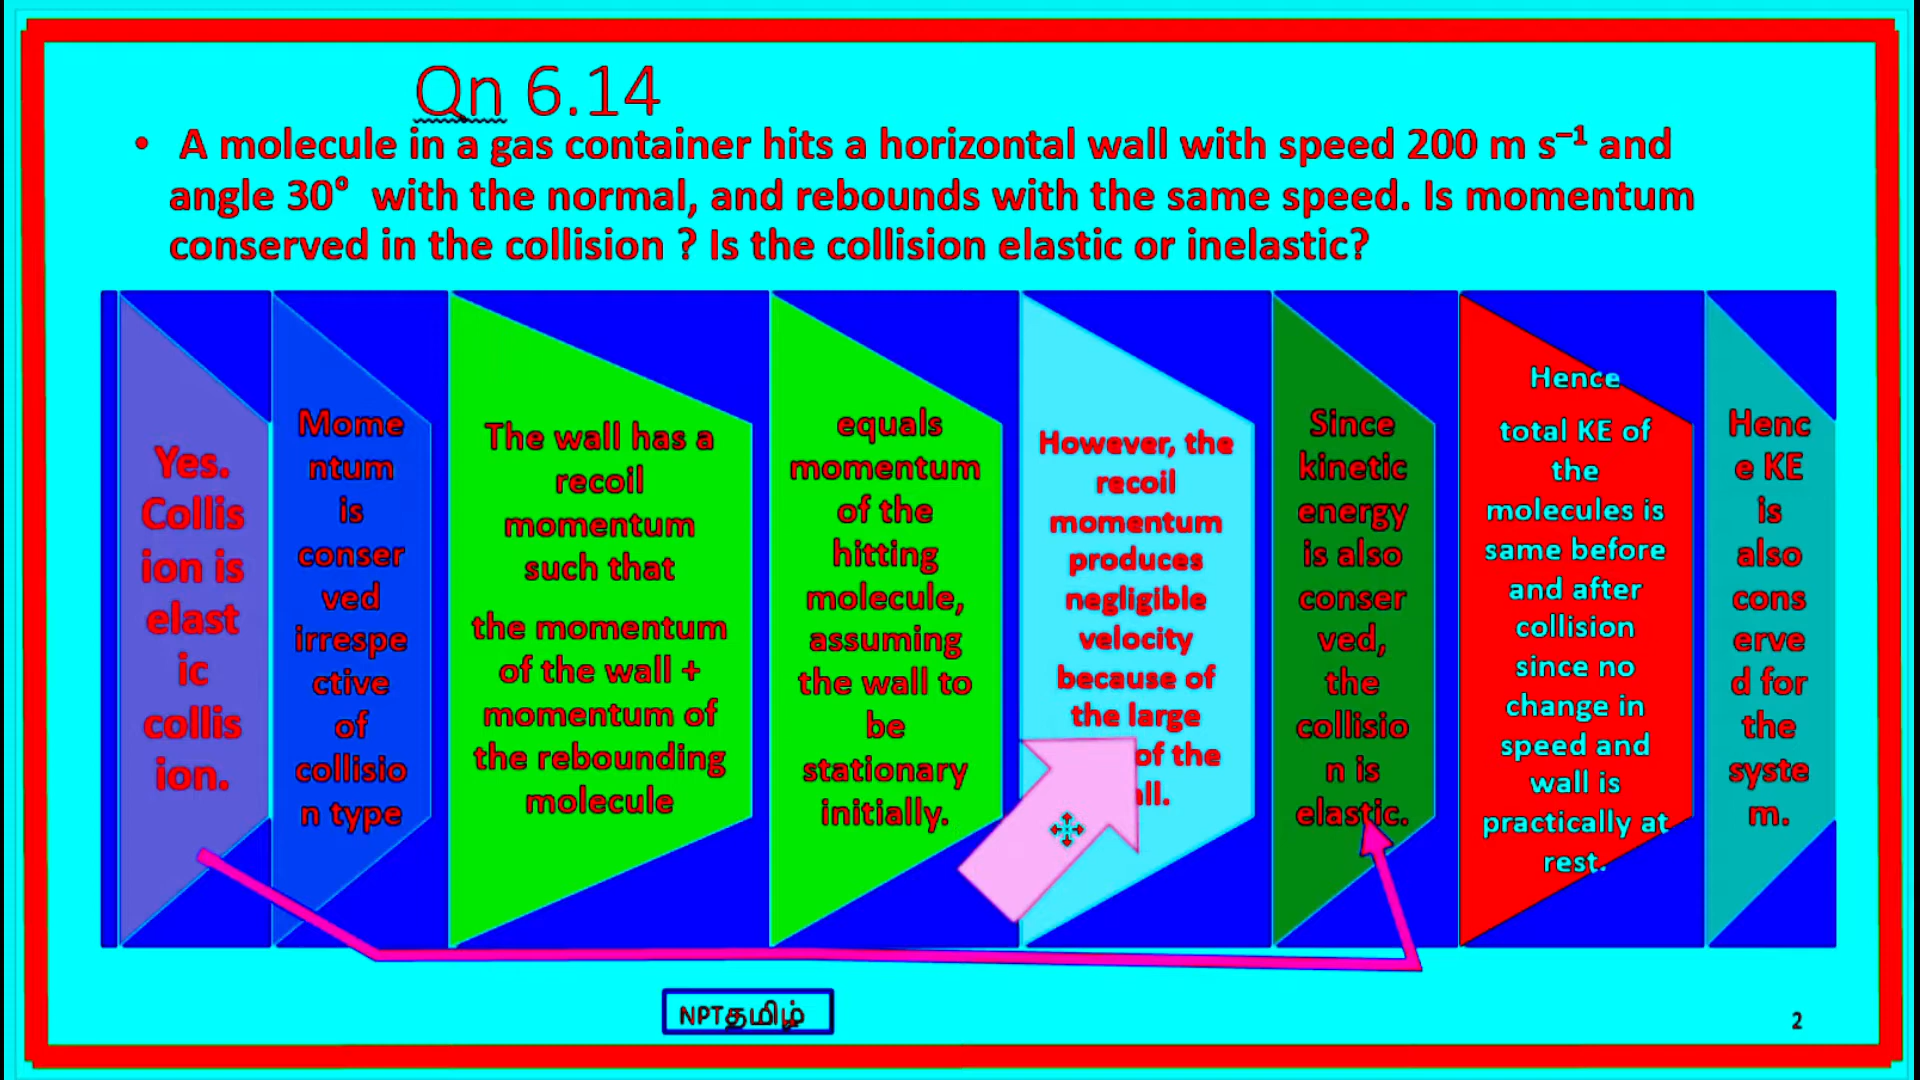 Qn 6.14
• A molecule in a gas container hits a horizontal wall with speed 200 m s⁻¹ and
angle 30° with the normal, and rebounds with the same speed. Is momentum
conserved in the collision ? Is the collision elastic or inelastic?
Yes.
Collis
ion is
elast
ic
collis
ion.
Mome
ntum
is
conser
ved
irrespe
ctive
of
collisio
n type
The wall has a
recoil
momentum
such that
the momentum
of the wall +
momentum of
the rebounding
molecule
equals
momentum
of the
hitting
molecule,
assuming
the wall to
be
stationary
initially.
However, the
recoil
momentum
produces
negligible
velocity
because of
the large
of the
ll.
Since
kinetic
energy
is also
conser
ved,
the
collisio
n is
elastic.
Hence
total KE of
the
molecules is
same before
and after
collision
since no
change in
speed and
wall is
practically at
rest.
Henc
e KE
is
also
cons
erve
d for
the
syste
m.
NPTதமிழ்
2